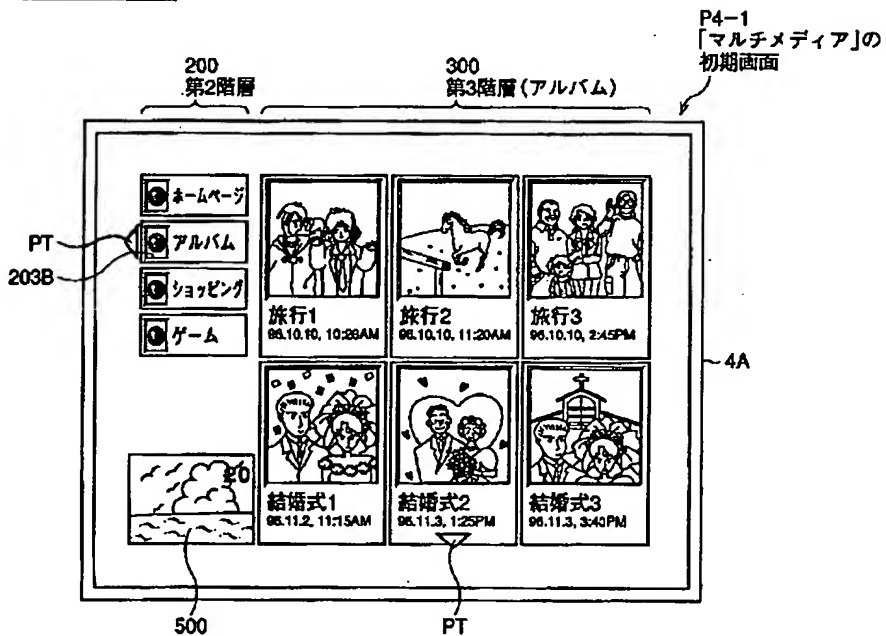 P4-1
「マルチメディア」の
初期画面
200
第2階層
300
第3階層(アルバム)
ホームページ
PT
アルバム
203B
ショッピング
ゲーム
旅行1
96.10.10, 10:26AM
旅行2
96.10.10, 11:20AM
旅行3
96.10.10, 2:45PM
4A
20
結婚式1
96.11.2, 11:15AM
結婚式2
96.11.3, 1:25PM
結婚式3
96.11.3, 3:43PM
500
PT